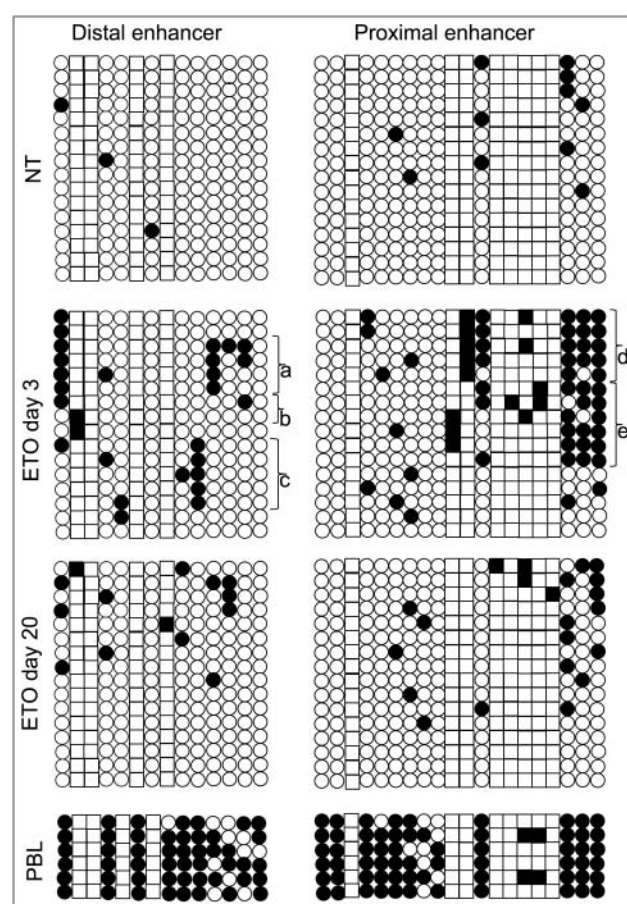 Distal enhancer
Proximal enhancer
NT
ETO day 3
a
b
c
d
e
ETO day 20
PBL